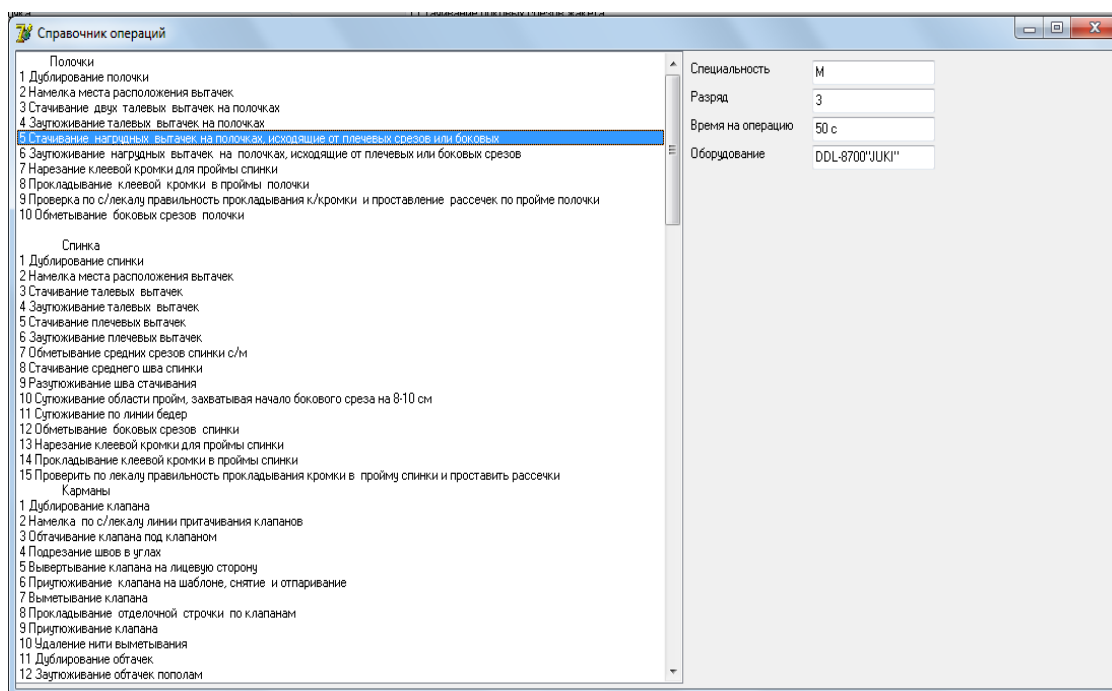 Справочник операций
Полочки
1 Дублирование полочки
2 Намелка места расположения вытачек
3 Стачивание двух талевых вытачек на полочках
4 Заутюживание талевых вытачек на полочках
5 Стачивание нагрудных вытачек на полочках, исходящие от плечевых срезов или боковых
6 Заутюживание нагрудных вытачек на полочках, исходящие от плечевых или боковых срезов
7 Нарезание клеевой кромки для проймы спинки
8 Прокладывание клеевой кромки в проймы полочки
9 Проверка по с/лекалу правильность прокладывания к/кромки и проставление рассечек по пройме полочки
10 Обметывание боковых срезов полочки
Спинка
1 Дублирование спинки
2 Намелка места расположения вытачек
3 Стачивание талевых вытачек
4 Заутюживание талевых вытачек
5 Стачивание плечевых вытачек
6 Заутюживание плечевых вытачек
7 Обметывание средних срезов спинки с/м
8 Стачивание среднего шва спинки
9 Разутюживание шва стачивания
10 Сутюживание области пройм, захватывая начало бокового среза на 8-10 см
11 Сутюживание по линии бедер
12 Обметывание боковых срезов спинки
13 Нарезание клеевой кромки для проймы спинки
14 Прокладывание клеевой кромки в проймы спинки
15 Проверить по лекалу правильность прокладывания кромки в пройму спинки и проставить рассечки
Карманы
1 Дублирование клапана
2 Намелка по с/лекалу линии притачивания клапанов
3 Обтачивание клапана под клапаном
4 Подрезание швов в углах
5 Вывертывание клапана на лицевую сторону
6 Приутюживание клапана на шаблоне, снятие и отпаривание
7 Выметывание клапана
8 Прокладывание отделочной строчки по клапанам
9 Приутюживание клапана
10 Удаление нити выметывания
11 Дублирование обтачек
12 Заутюживание обтачек пополам
Специальность М
Разряд 3
Время на операцию 50 с
Оборудование DDL-8700"JUKI"